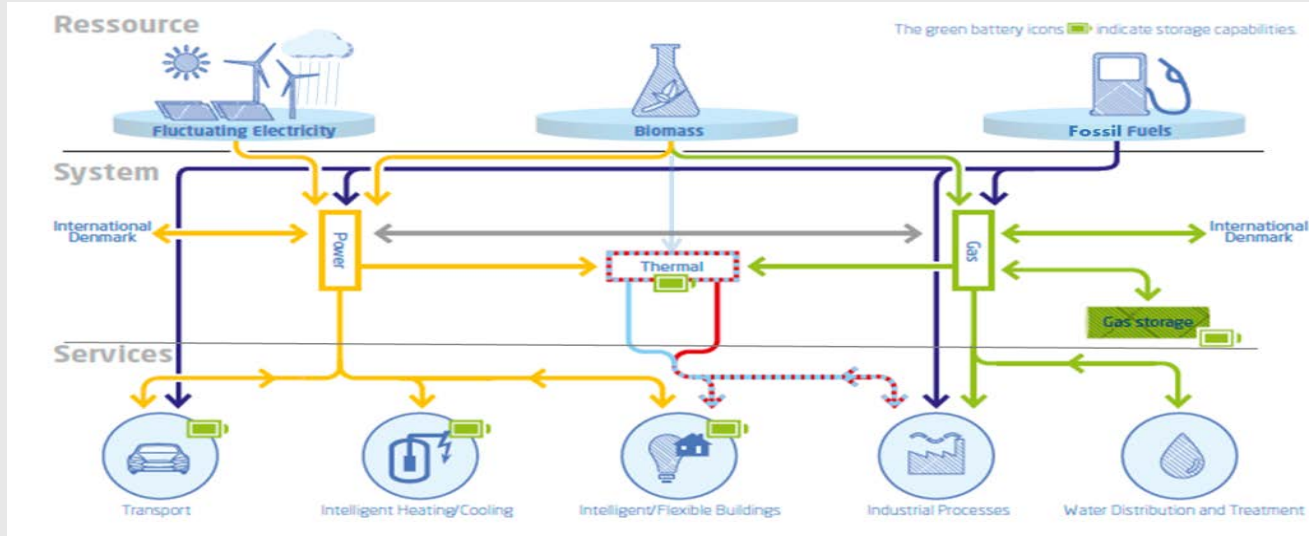 Ressource
The green battery icons indicate storage capabilities.
Fluctuating Electricity
Biomass
Fossil Fuels
System
International
Denmark
Power
Thermal
Gas
International
Denmark
Gas storage
Services
Transport
Intelligent Heating/Cooling
Intelligent/Flexible Buildings
Industrial Processes
Water Distribution and Treatment